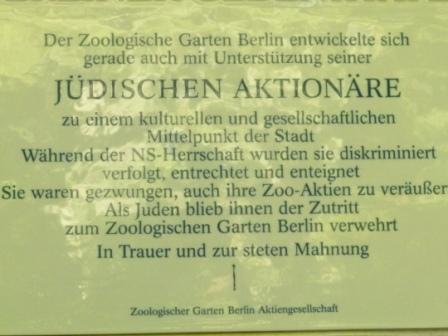 Der Zoologische Garten Berlin entwickelte sich
gerade auch mit Unterstützung seiner
JÜDISCHEN AKTIONÄRE
zu einem kulturellen und gesellschaftlichen
Mittelpunkt der Stadt
Während der NS-Herrschaft wurden sie diskriminiert
verfolgt, entrechtet und enteignet
Sie waren gezwungen, auch ihre Zoo-Aktien zu veräußer
Als Juden blieb ihnen der Zutritt
zum Zoologischen Garten Berlin verwehrt
In Trauer und zur steten Mahnung
Zoologischer Garten Berlin Aktiengesellschaft